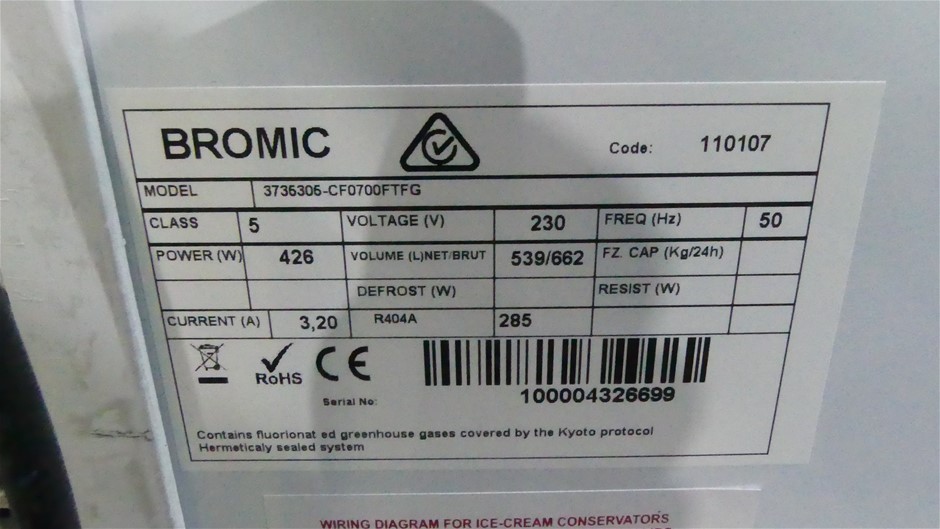 BROMIC Code: 110107
MODEL 3736305-CF0700FTFG
CLASS 5 VOLTAGE (V) 230 FREQ (Hz) 50
POWER (W) 426 VOLUME (L)NET/BRUT 539/662 FZ. CAP (Kg/24h)
DEFROST (W) RESIST (W)
CURRENT (A) 3,20 R404A 285
RoHS CE
100004326699
Serial No:
Contains fluorionat ed greenhouse gases covered by the Kyoto protocol
Hermeticaly sealed system
WIRING DIAGRAM FOR ICE-CREAM CONSERVATORS